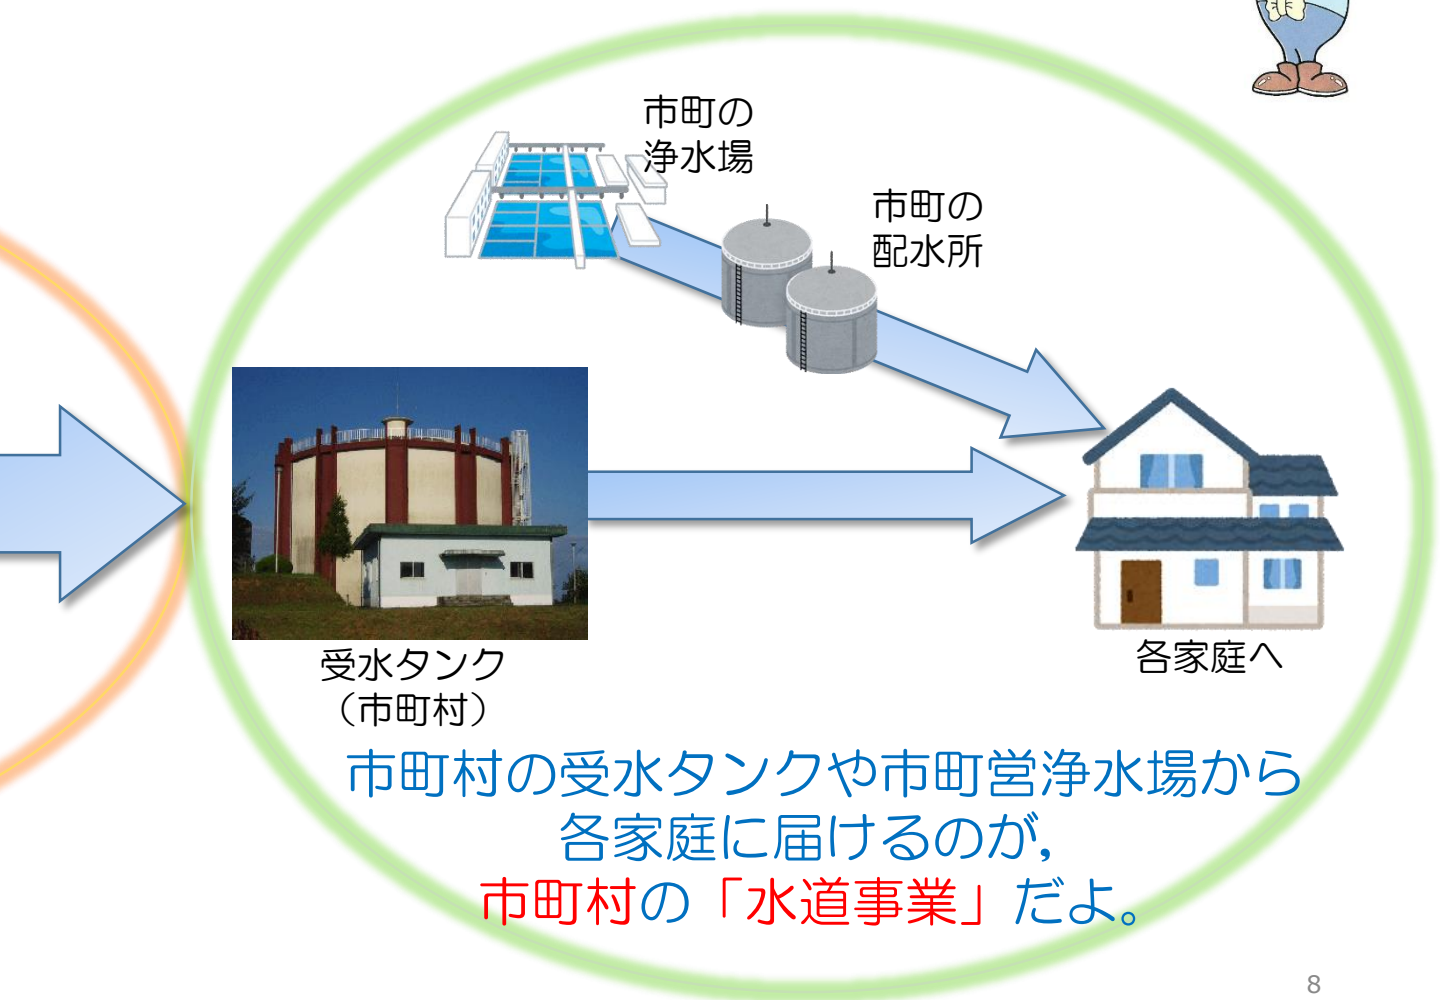 市町の
浄水場
市町の
配水所
受水タンク
（市町村）
各家庭へ
市町村の受水タンクや市町営浄水場から
各家庭に届けるのが，
市町村の「水道事業」だよ。
8